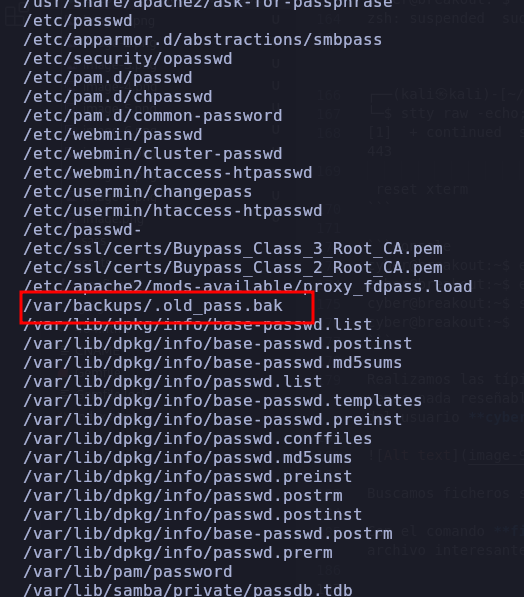 /usr/share/apache2/ask-for-passphrase
/etc/passwd
/etc/apparmor.d/abstractions/smbpass
/etc/security/opasswd
/etc/pam.d/passwd
/etc/pam.d/chpasswd
/etc/pam.d/common-password
/etc/webmin/passwd
/etc/webmin/cluster-passwd
/etc/webmin/htaccess-htpasswd
/etc/usermin/changepass
/etc/usermin/htaccess-htpasswd
/etc/passwd-
/etc/ssl/certs/Buypass_Class_3_Root_CA.pem
/etc/ssl/certs/Buypass_Class_2_Root_CA.pem
/etc/apache2/mods-available/proxy_fdpass.load
/var/backups/.old_pass.bak
/var/lib/dpkg/info/base-passwd.list
/var/lib/dpkg/info/base-passwd.postinst
/var/lib/dpkg/info/base-passwd.md5sums
/var/lib/dpkg/info/passwd.list
/var/lib/dpkg/info/base-passwd.templates
/var/lib/dpkg/info/base-passwd.preinst
/var/lib/dpkg/info/passwd.conffiles
/var/lib/dpkg/info/passwd.md5sums
/var/lib/dpkg/info/passwd.preinst
/var/lib/dpkg/info/passwd.postrm
/var/lib/dpkg/info/passwd.postinst
/var/lib/dpkg/info/base-passwd.postrm
/var/lib/dpkg/info/passwd.prerm
/var/lib/pam/password
/var/lib/samba/private/passdb.tdb